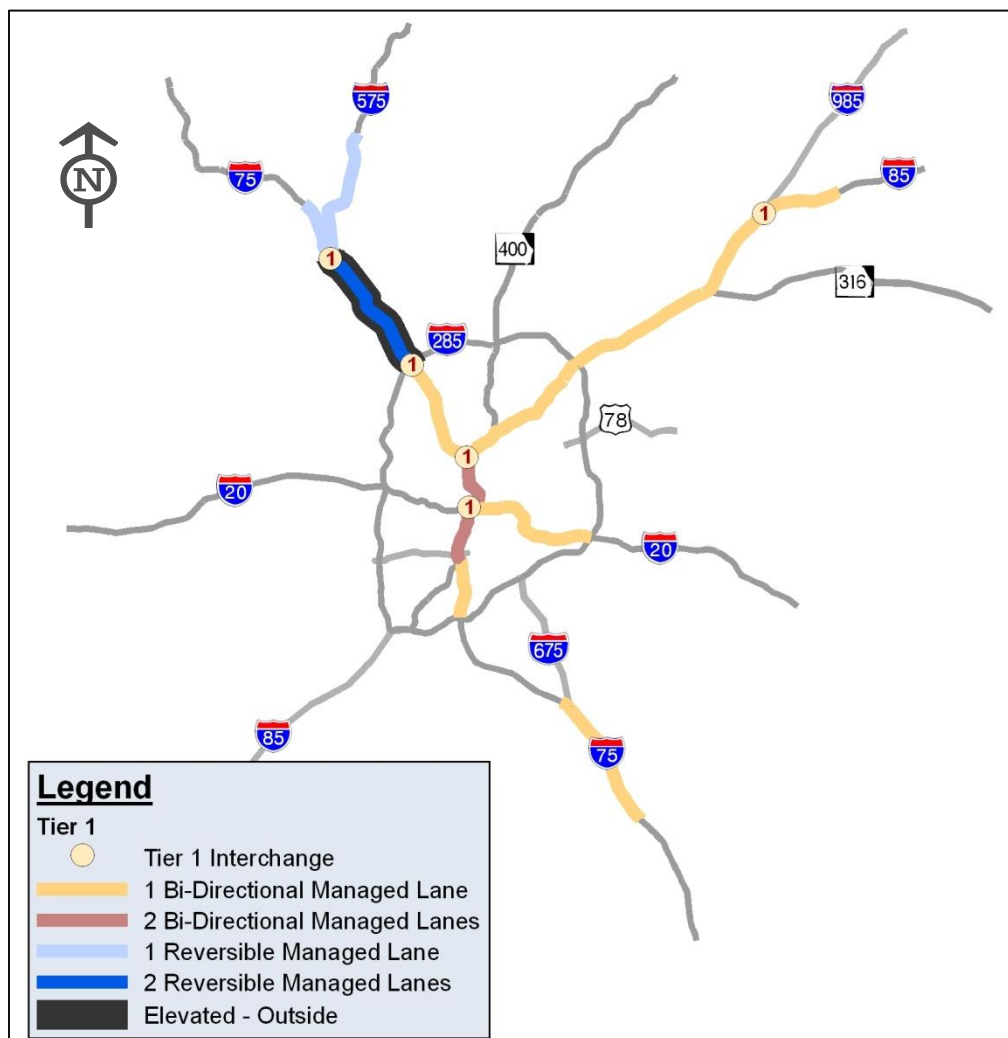 575
985
75
85
N
1
1
400
316
285
1
78
1
20
1
20
675
85
75
Legend
Tier 1
Tier 1 Interchange
1 Bi-Directional Managed Lane
2 Bi-Directional Managed Lanes
1 Reversible Managed Lane
2 Reversible Managed Lanes
Elevated - Outside